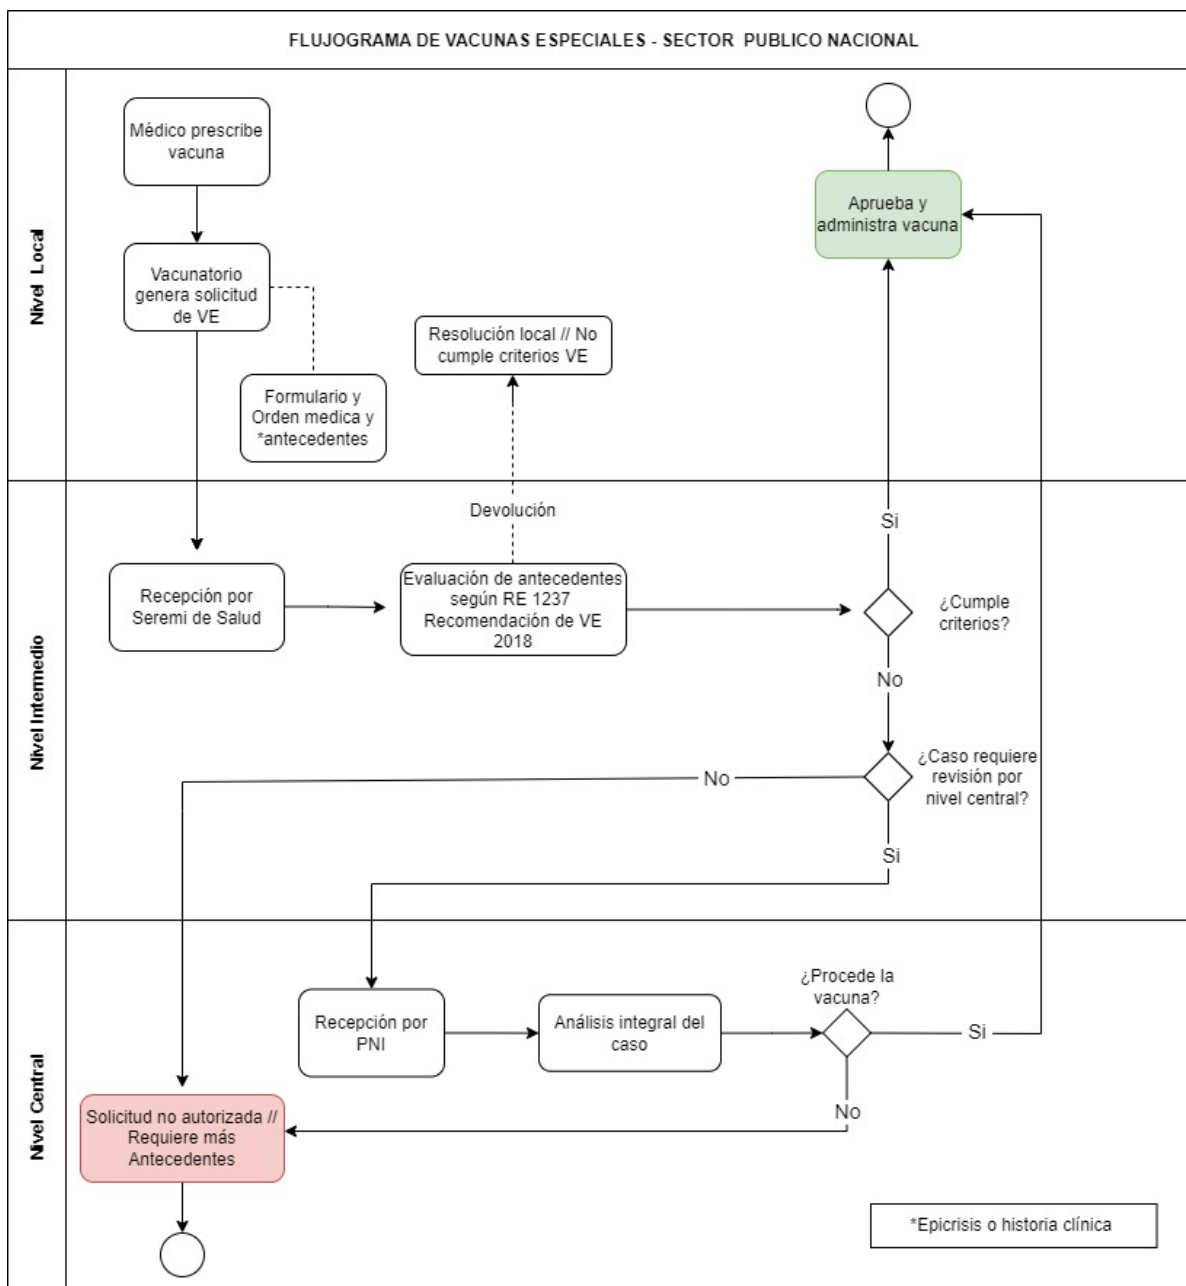 FLUJOGRAMA DE VACUNAS ESPECIALES - SECTOR PUBLICO NACIONAL
Nivel Local
Médico prescribe
vacuna
Aprueba y
administra vacuna
Vacunatorio
genera solicitud
de VE
Resolución local // No
cumple criterios VE
Formulario y
Orden medica y
*antecedentes
Nivel Intermedio
Devolución
Si
Recepción por
Seremi de Salud
Evaluación de antecedentes
según RE 1237
Recomendación de VE
2018
¿Cumple
criterios?
No
¿Caso requiere
revisión por
nivel central?
No
Si
Nivel Central
¿Procede la
vacuna?
Recepción por
PNI
Análisis integral del
caso
Si
No
Solicitud no autorizada //
Requiere más
Antecedentes
*Epicrisis o historia clínica